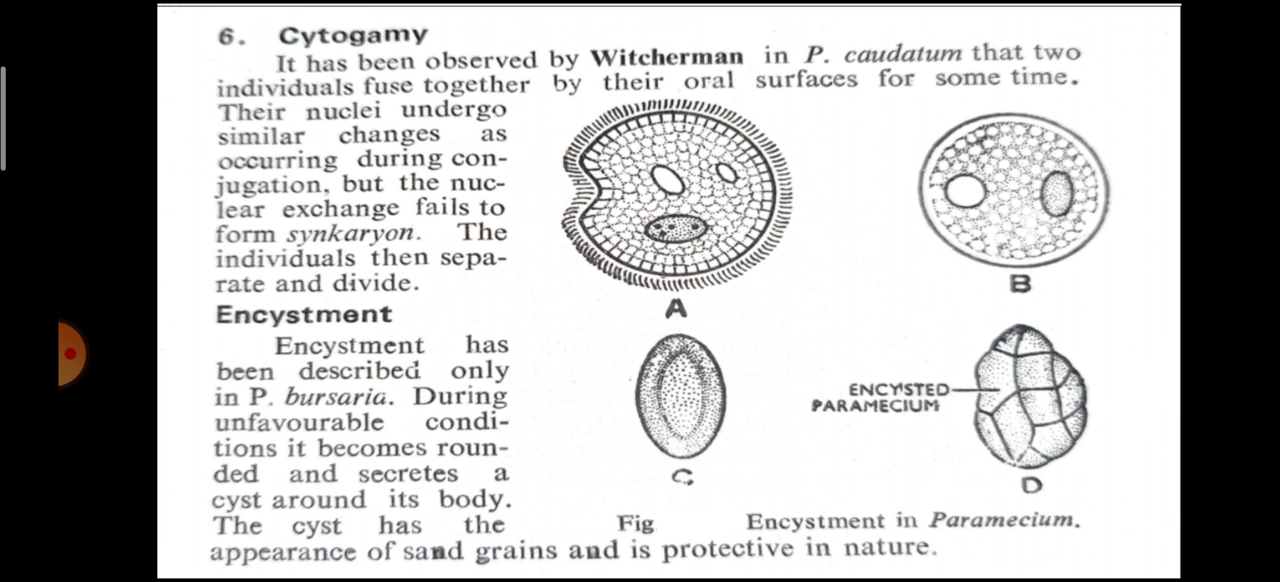 6. Cytogamy
It has been observed by Witcherman in P. caudatum that two
individuals fuse together by their oral surfaces for some time.
Their nuclei undergo
similar changes as
occurring during con-
jugation, but the nuc-
lear exchange fails to
form synkaryon. The
individuals then sepa-
rate and divide.
Encystment
Encystment has
been described only
in P. bursaria. During
unfavourable condi-
tions it becomes roun-
ded and secretes a
cyst around its body.
The cyst has the
appearance of sand grains and is protective in nature.
A
B
C
ENCYSTED
PARAMECIUM
D
Fig Encystment in Paramecium.